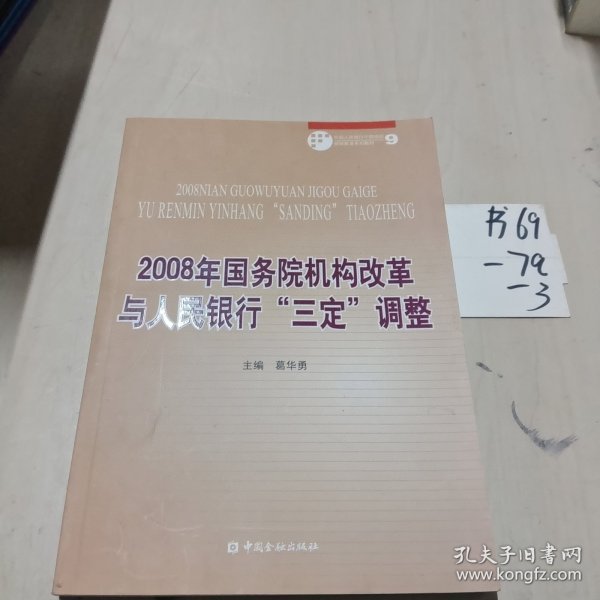 9
2008NIAN GUOWUYUAN JIGOU GAIGE
YU RENMIN YINHANG “SANDING” TIAOZHENG
2008年国务院机构改革
与人民银行“三定”调整
主编 葛华勇
中国金融出版社
书69
-7a
-3
孔夫子旧书网
www.kongfz.com